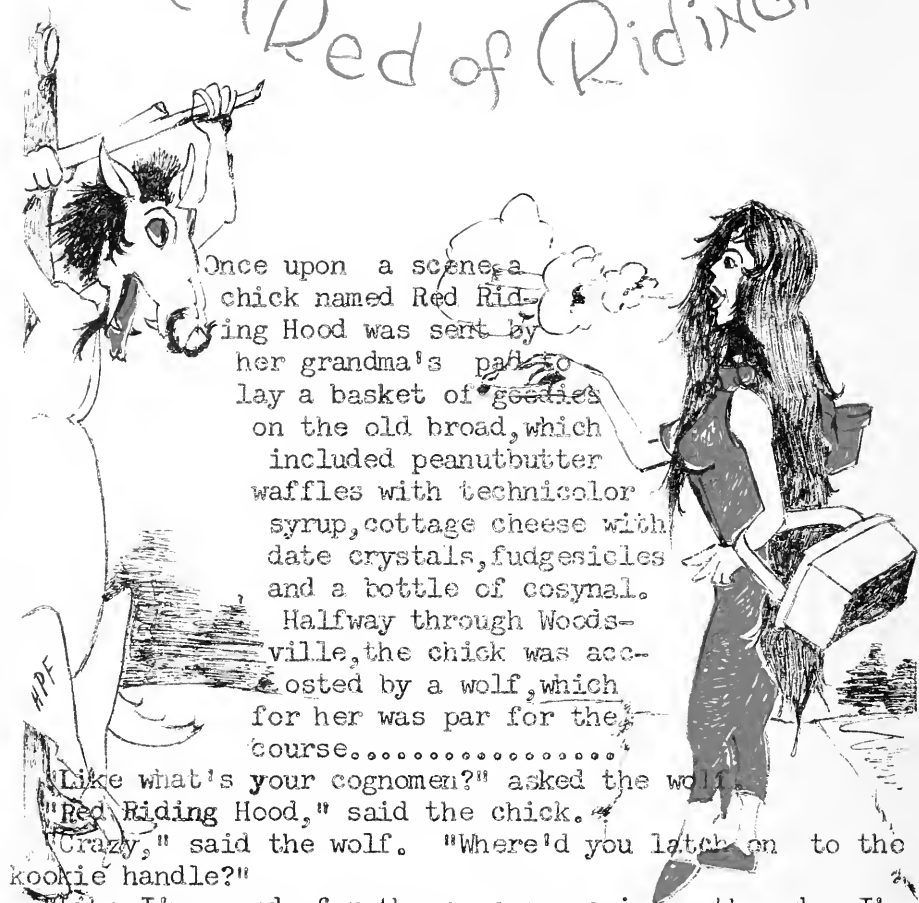 Red of Riding
Once upon a scene, a
chick named Red Rid-
ing Hood was sent by
her grandma's pad to
lay a basket of goodies
on the old broad, which
included peanutbutter
waffles with technicolor
syrup, cottage cheese with
date crystals, fudgesicles
and a bottle of cosynal.
Halfway through Woods-
ville, the chick was acc-
osted by a wolf, which
for her was par for the
course..................
"Like what's your cognomen?" asked the wolf.
"Red Riding Hood," said the chick.
"Crazy," said the wolf. "Where'd you latch on to the
kookie handle?"
HPF